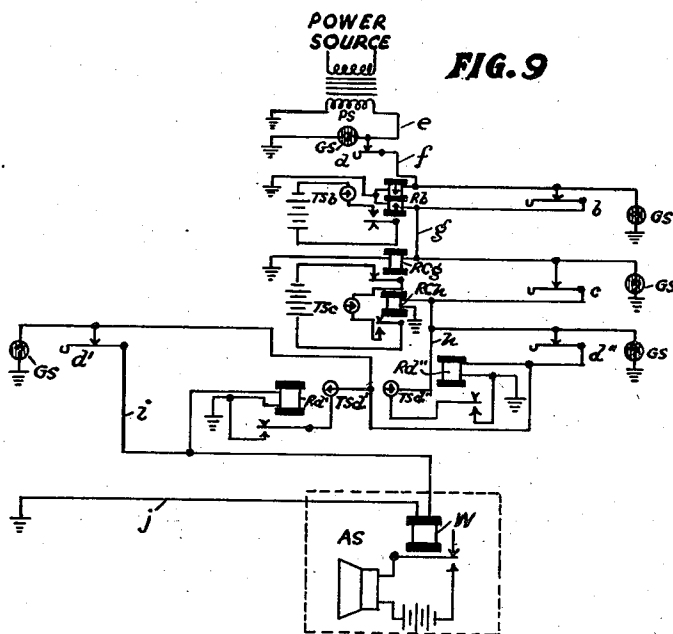 POWER
SOURCE
FIG. 9
PS
e
GS
d
f
TSb
Rb
b
GS
g
RCg
RCh
TSc
c
GS
GS
d'
h
d"
GS
Rd"
i
Rd'
TSd'
TSd"
j
AS
W